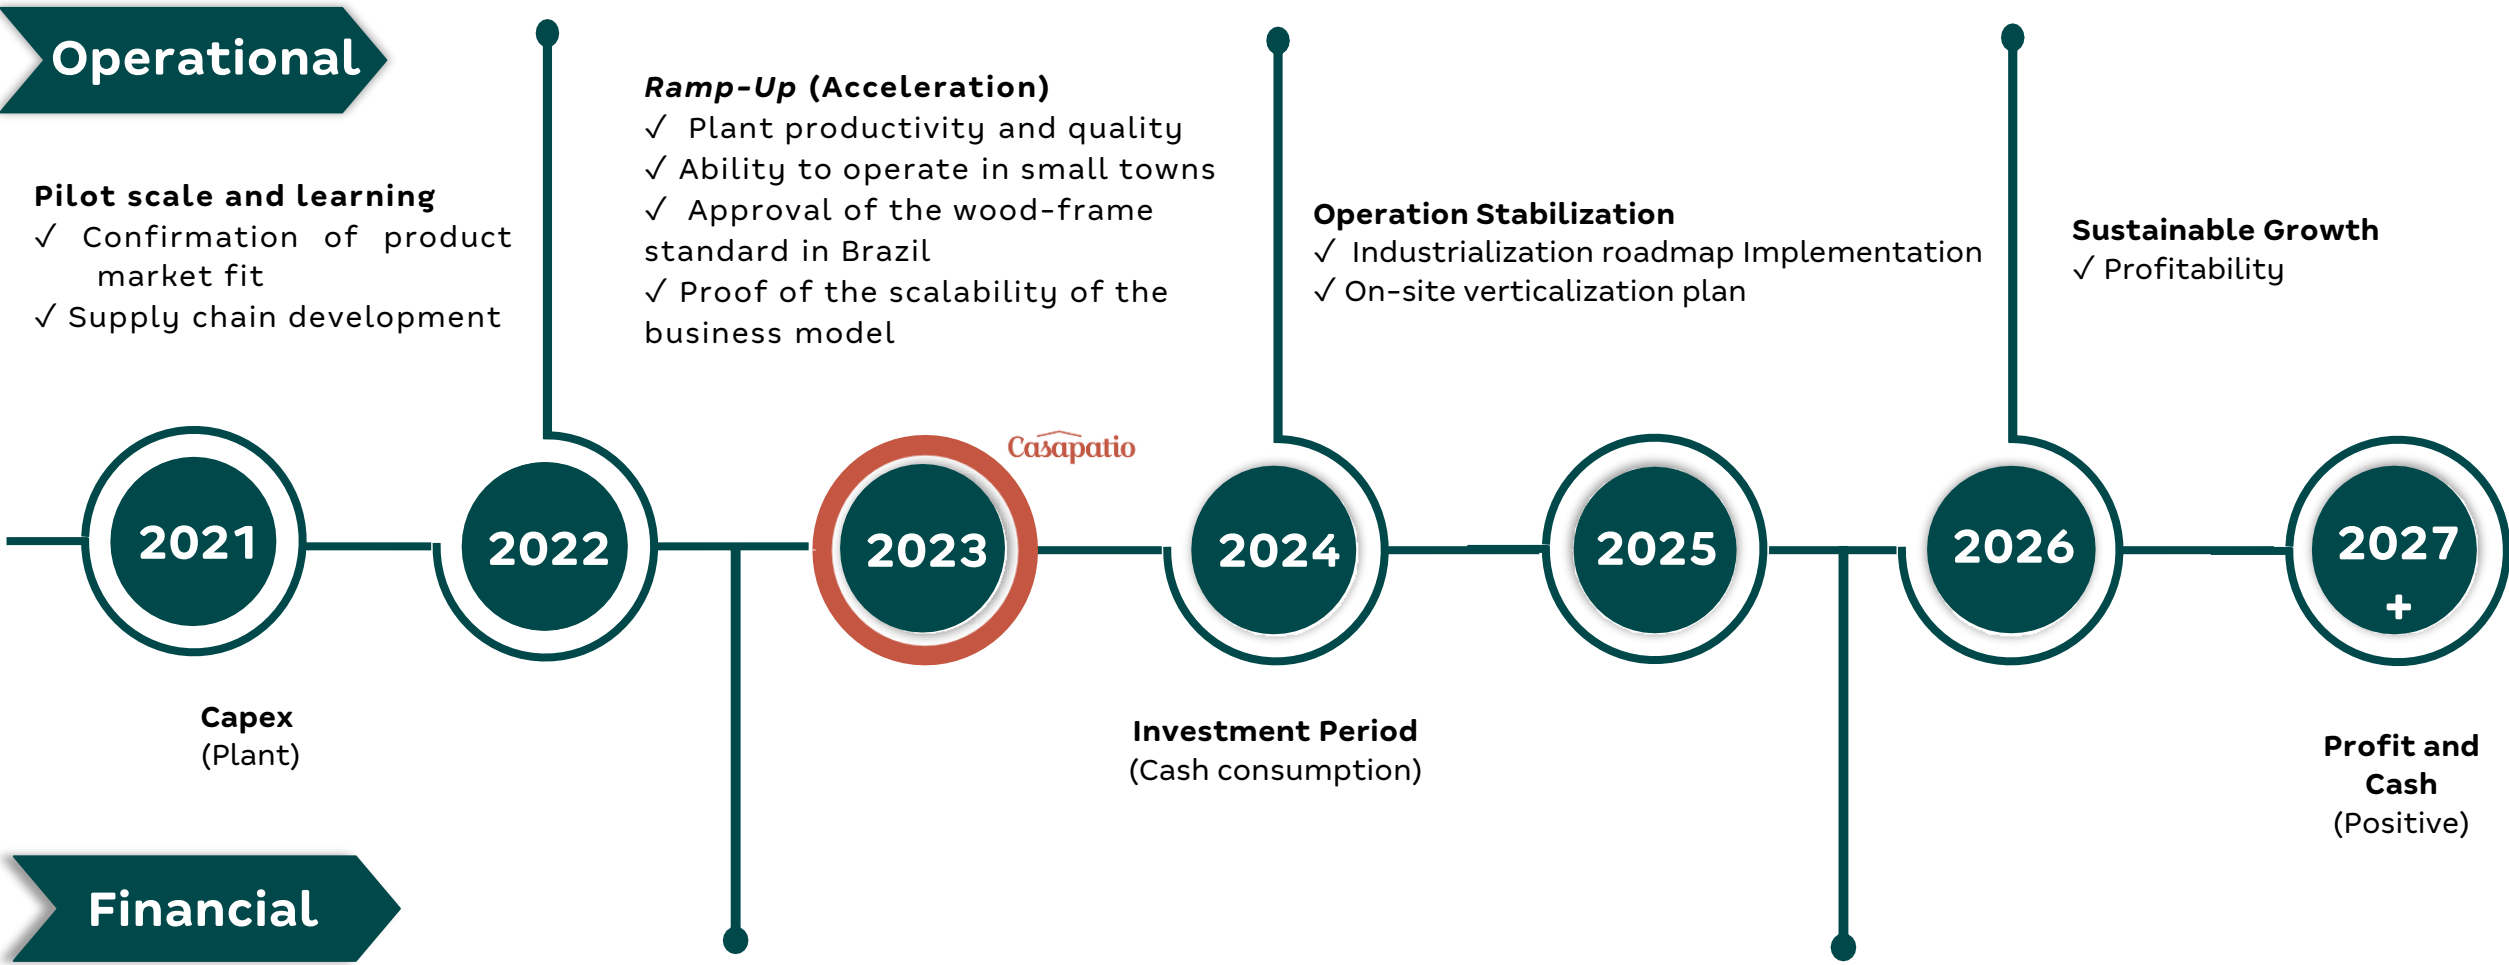 Operational
Pilot scale and learning
✓ Confirmation of product
market fit
✓ Supply chain development
Ramp-Up (Acceleration)
✓ Plant productivity and quality
✓ Ability to operate in small towns
✓ Approval of the wood-frame
standard in Brazil
✓ Proof of the scalability of the
business model
Operation Stabilization
✓ Industrialization roadmap Implementation
✓ On-site verticalization plan
Sustainable Growth
✓ Profitability
Casapatio
2021
2022
2023
2024
2025
2026
2027
+
Capex
(Plant)
Investment Period
(Cash consumption)
Profit and
Cash
(Positive)
Financial